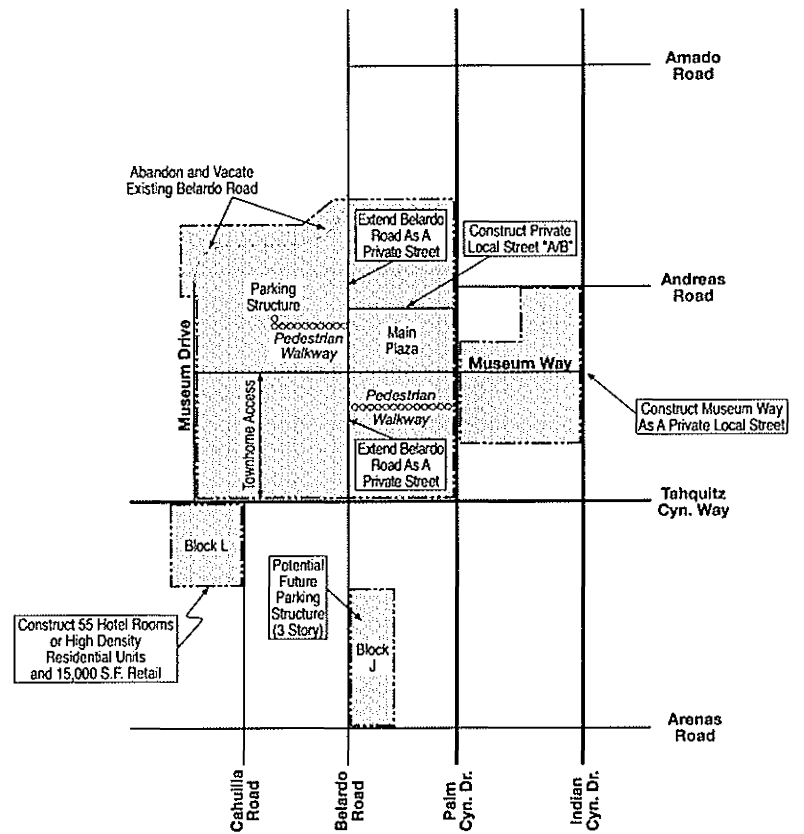 Amado
Road
Abandon and Vacate
Existing Belardo Road
Extend Belardo
Road As A
Private Street
Construct Private
Local Street "A/B"
Andreas
Road
Parking
Structure
Pedestrian
Walkway
Main
Plaza
Museum Drive
Museum Way
Townhome Access
Pedestrian
Walkway
Construct Museum Way
As A Private Local Street
Extend Belardo
Road As A
Private Street
Tahquitz
Cyn. Way
Block L
Potential
Future
Parking
Structure
(3 Story)
Construct 55 Hotel Rooms
or High Density
Residential Units
and 15,000 S.F. Retail
Block
J
Arenas
Road
Cahuilla
Road
Belardo
Road
Palm
Cyn. Dr.
Indian
Cyn. Dr.